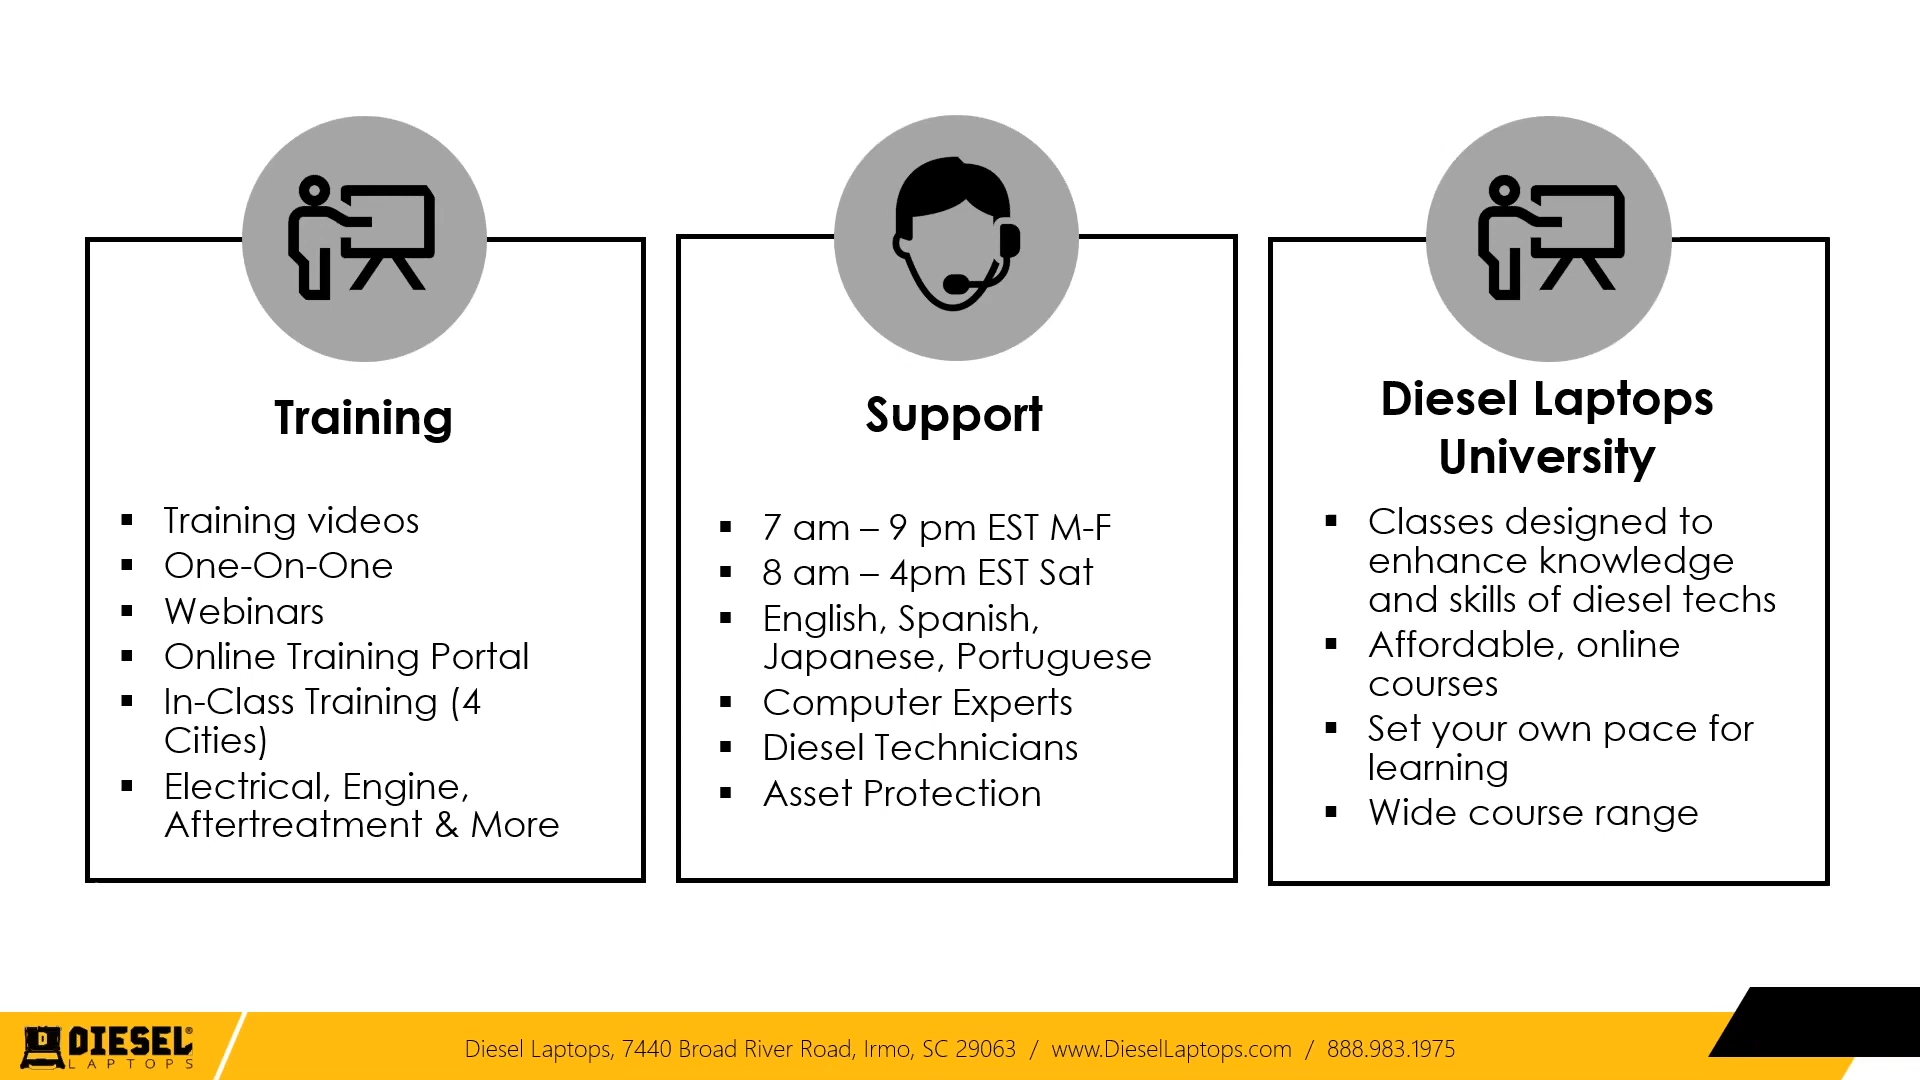 Training
▪ Training videos
▪ One-On-One
▪ Webinars
▪ Online Training Portal
▪ In-Class Training (4
Cities)
▪ Electrical, Engine,
Aftertreatment & More
Support
▪ 7 am – 9 pm EST M-F
▪ 8 am – 4pm EST Sat
▪ English, Spanish,
Japanese, Portuguese
▪ Computer Experts
▪ Diesel Technicians
▪ Asset Protection
Diesel Laptops
University
▪ Classes designed to
enhance knowledge
and skills of diesel techs
▪ Affordable, online
courses
▪ Set your own pace for
learning
▪ Wide course range
DIESEL®
LAPTOPS
Diesel Laptops, 7440 Broad River Road, Irmo, SC 29063 / www.DieselLaptops.com / 888.983.1975